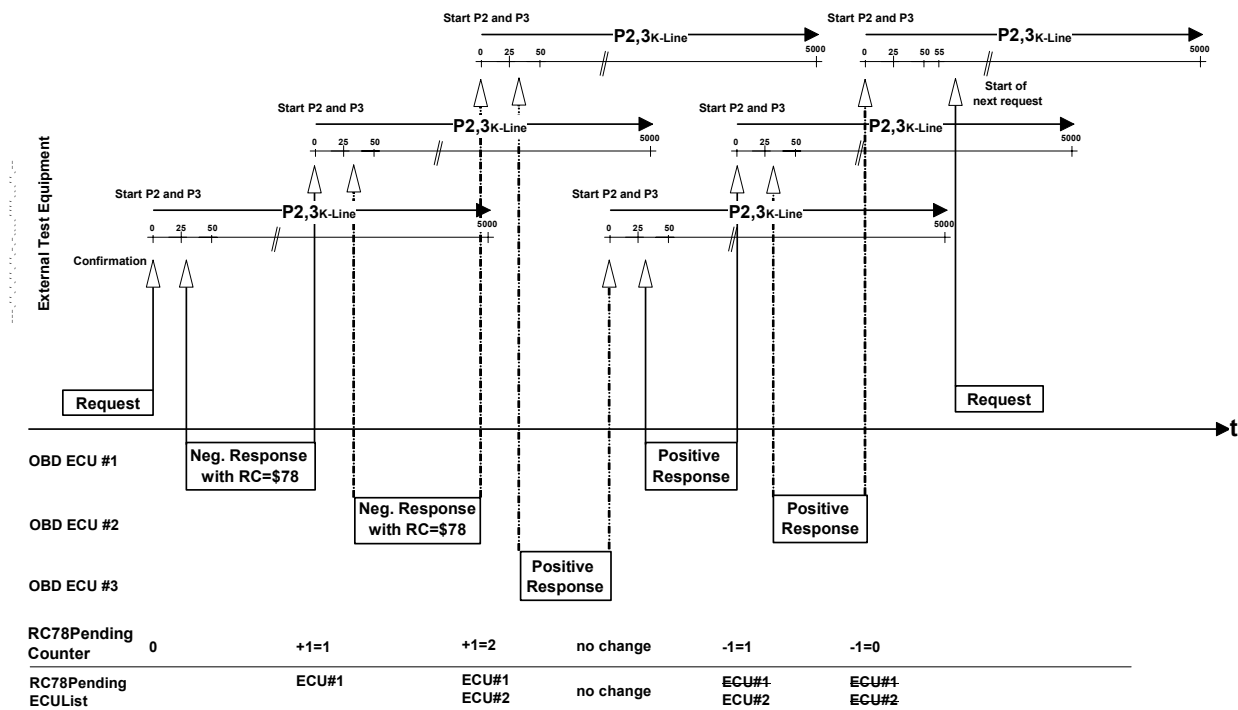 Start P2 and P3
P2,3K-Line
0 25 50 5000
Start P2 and P3
P2,3K-Line
0 25 50 55 5000
Start of
next request
Start P2 and P3
P2,3K-Line
0 25 50 5000
Start P2 and P3
P2,3K-Line
0 25 50 5000
Start P2 and P3
P2,3K-Line
0 25 50 5000
Start P2 and P3
P2,3K-Line
0 25 50 5000
External Test Equipment
Confirmation
Request
Request
t
OBD ECU #1
Neg. Response
with RC=$78
Positive
Response
OBD ECU #2
Neg. Response
with RC=$78
Positive
Response
OBD ECU #3
Positive
Response
RC78Pending
Counter
0 +1=1 +1=2 no change -1=1 -1=0
RC78Pending
ECUList
ECU#1
ECU#1
ECU#2
no change
ECU#1
ECU#2
ECU#1
ECU#2